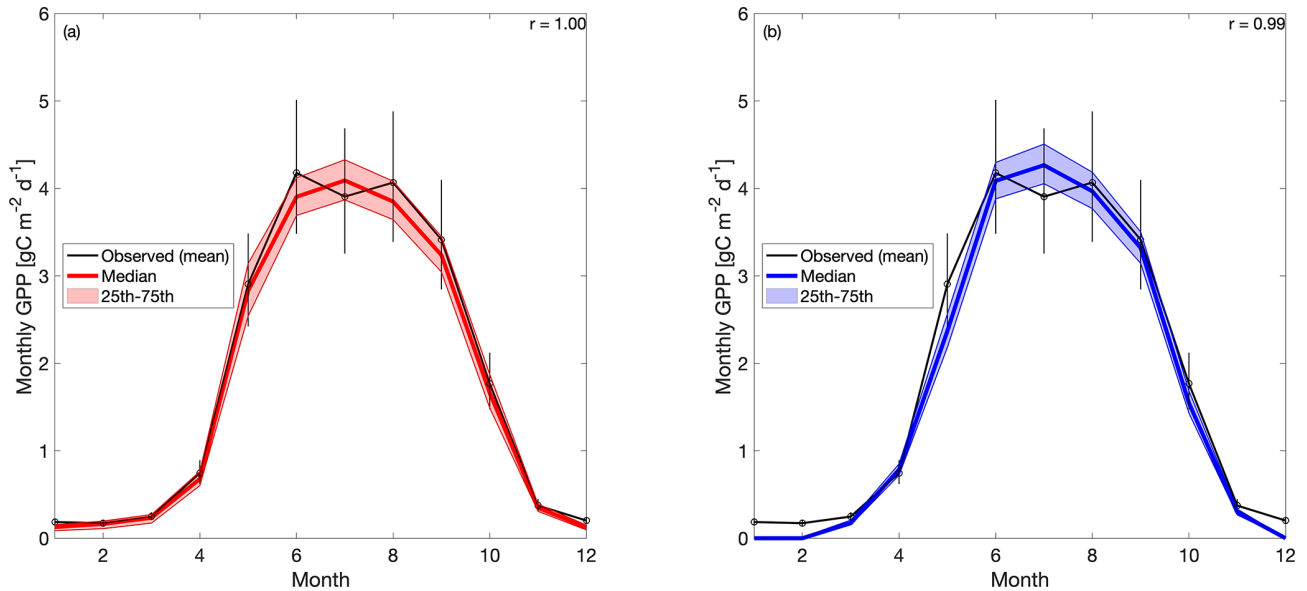 (a)
r = 1.00
Monthly GPP [gC m⁻² d⁻¹]
6
5
4
3
2
1
0
Observed (mean)
Median
25th-75th
2 4 6 8 10 12
Month
(b)
r = 0.99
Monthly GPP [gC m⁻² d⁻¹]
6
5
4
3
2
1
0
Observed (mean)
Median
25th-75th
2 4 6 8 10 12
Month